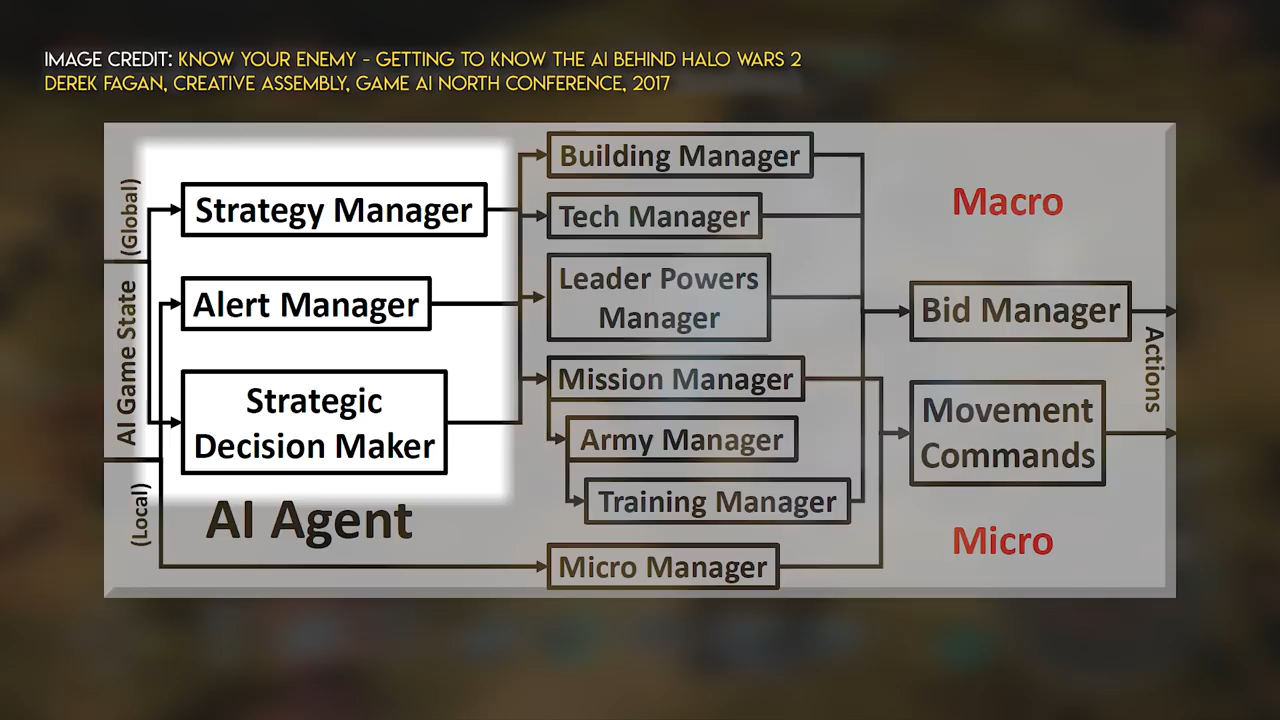 IMAGE CREDIT: KNOW YOUR ENEMY - GETTING TO KNOW THE AI BEHIND HALO WARS 2
DEREK FAGAN, CREATIVE ASSEMBLY, GAME AI NORTH CONFERENCE, 2017
(Global)
AI Game State
(Local)
Strategy Manager
Alert Manager
Strategic
Decision Maker
AI Agent
Building Manager
Tech Manager
Leader Powers
Manager
Mission Manager
Army Manager
Training Manager
Micro Manager
Macro
Bid Manager
Movement
Commands
Micro
Actions